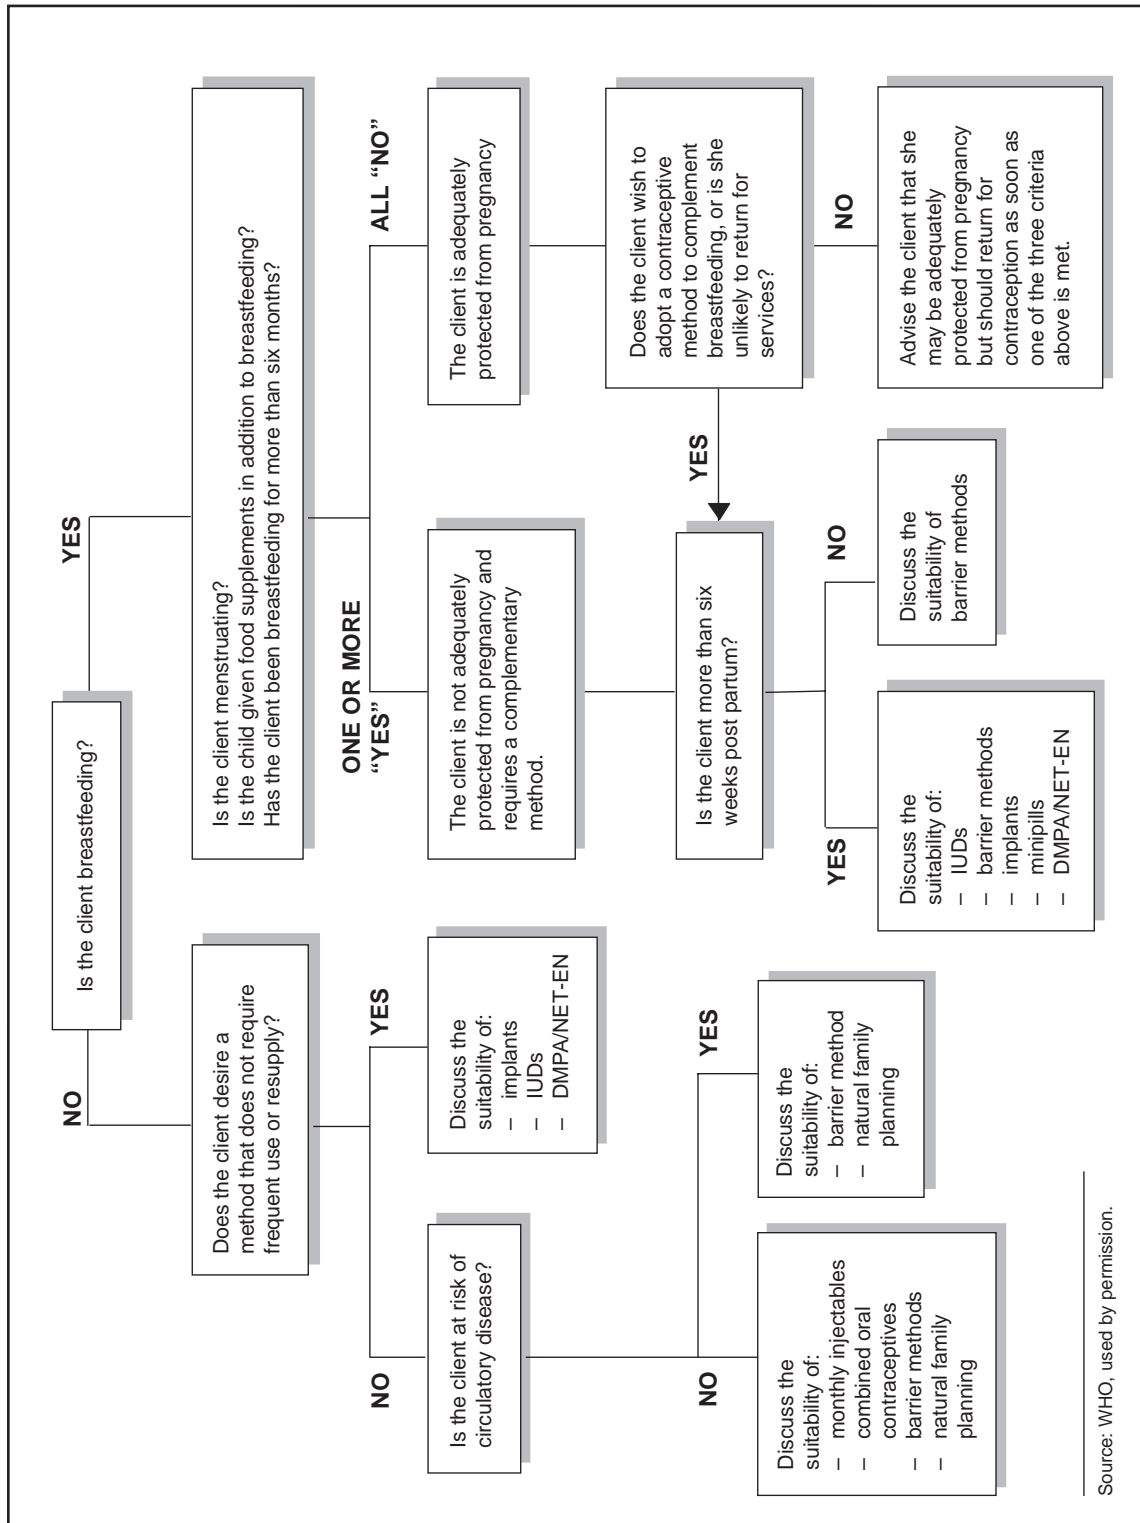 Is the client breastfeeding?
NO
YES
Does the client desire a
method that does not require
frequent use or resupply?
NO
YES
Is the client at risk of
circulatory disease?
Discuss the
suitability of:
– implants
– IUDs
– DMPA/NET-EN
NO
YES
Discuss the
suitability of:
– monthly injectables
– combined oral
contraceptives
– barrier methods
– natural family
planning
Discuss the
suitability of:
– barrier method
– natural family
planning
Is the client menstruating?
Is the child given food supplements in addition to breastfeeding?
Has the client been breastfeeding for more than six months?
ONE OR MORE
“YES”
ALL “NO”
The client is not adequately
protected from pregnancy and
requires a complementary
method.
The client is adequately
protected from pregnancy
Is the client more than six
weeks post partum?
YES
Does the client wish to
adopt a contraceptive
method to complement
breastfeeding, or is she
unlikely to return for
services?
YES
NO
NO
Discuss the
suitability of:
– IUDs
– barrier methods
– implants
– minipills
– DMPA/NET-EN
Discuss the
suitability of
barrier methods
Advise the client that she
may be adequately
protected from pregnancy
but should return for
contraception as soon as
one of the three criteria
above is met.
Source: WHO, used by permission.